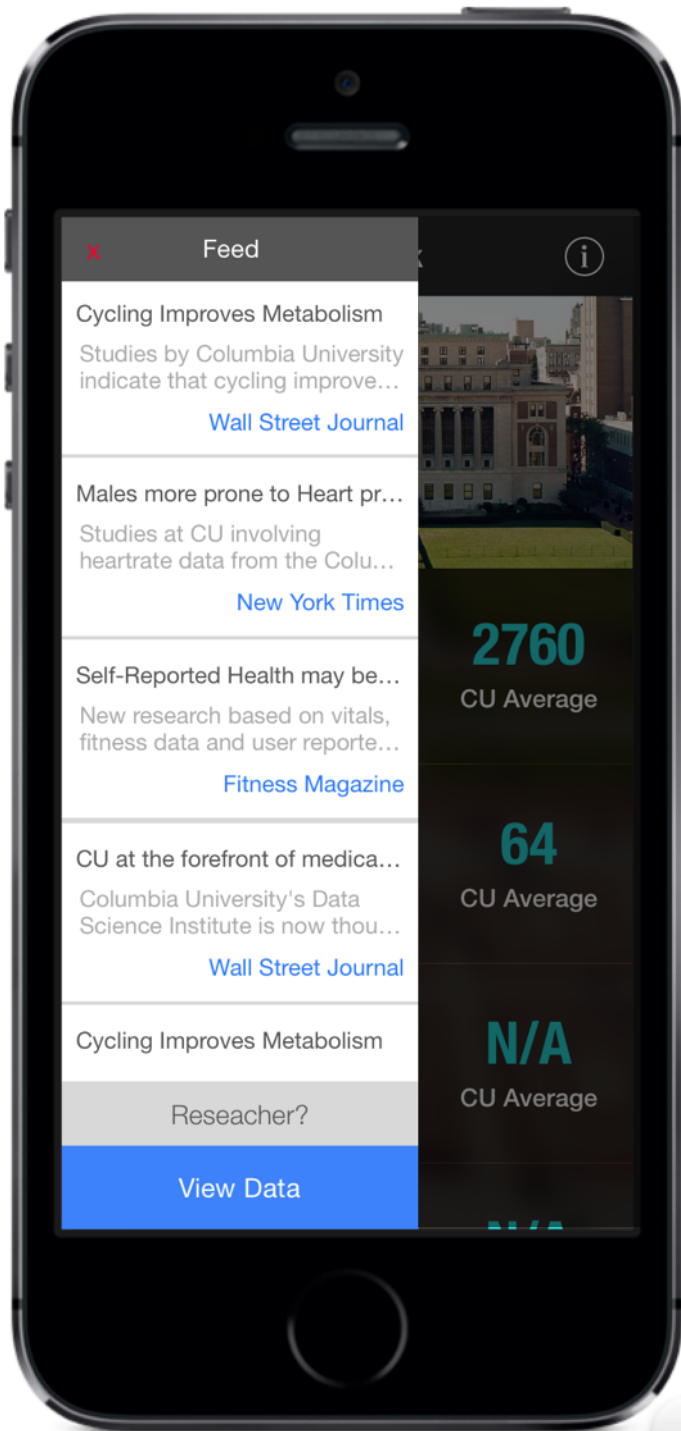 x
Feed
Cycling Improves Metabolism
Studies by Columbia University
indicate that cycling improve...
Wall Street Journal
Males more prone to Heart pr...
Studies at CU involving
heartrate data from the Colu...
New York Times
Self-Reported Health may be...
New research based on vitals,
fitness data and user reporte...
Fitness Magazine
CU at the forefront of medica...
Columbia University's Data
Science Institute is now thou...
Wall Street Journal
Cycling Improves Metabolism
Reseacher?
View Data
i
2760
CU Average
64
CU Average
N/A
CU Average